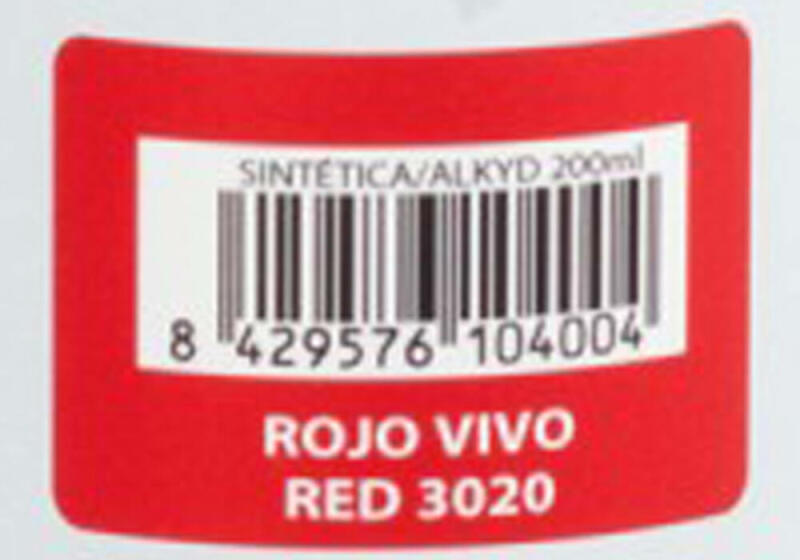 SINTÉTICA/ALKYD 200ml
8 429576 104004
ROJO VIVO
RED 3020